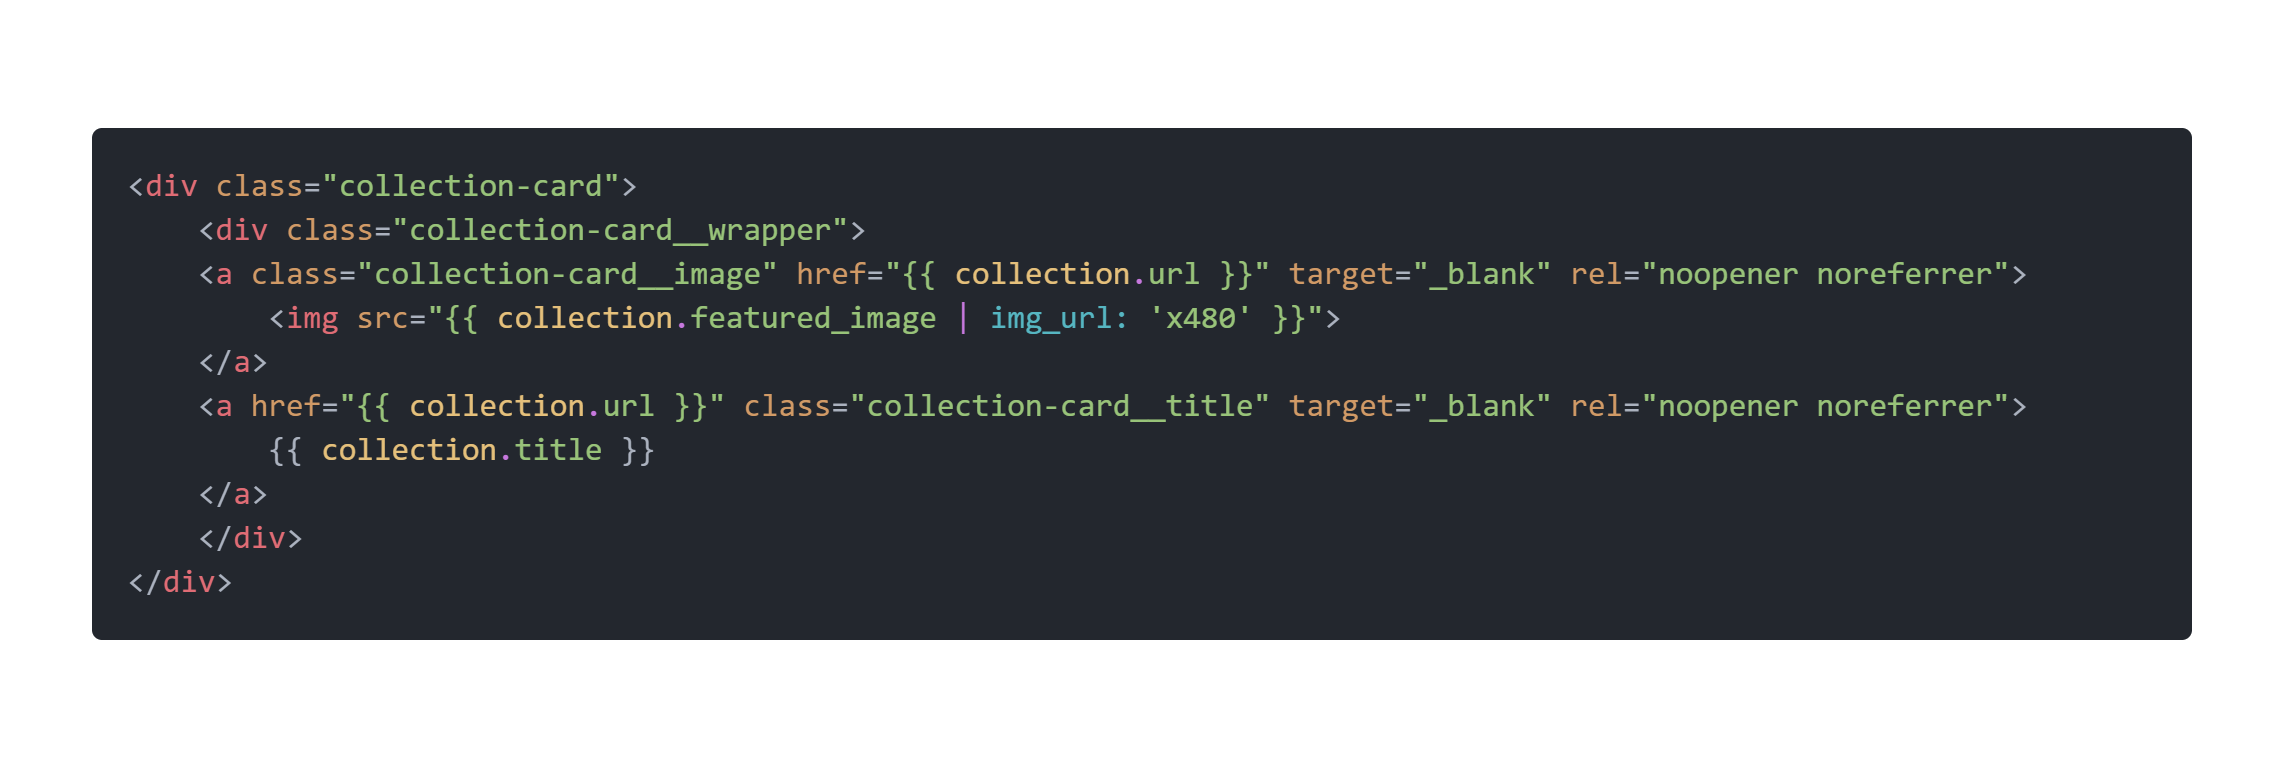 <div class="collection-card">
    <div class="collection-card__wrapper">
    <a class="collection-card__image" href="{{ collection.url }}" target="_blank" rel="noopener noreferrer">
        <img src="{{ collection.featured_image | img_url: 'x480' }}">
    </a>
    <a href="{{ collection.url }}" class="collection-card__title" target="_blank" rel="noopener noreferrer">
        {{ collection.title }}
    </a>
    </div>
</div>